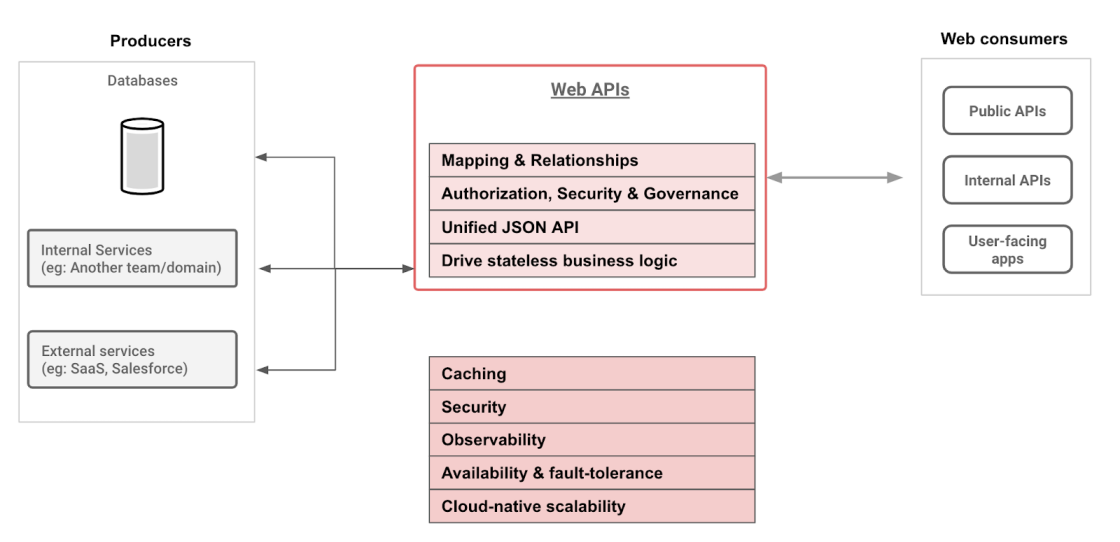 Producers
Databases
Internal Services
(eg: Another team/domain)
External services
(eg: SaaS, Salesforce)
Web APIs
Mapping & Relationships
Authorization, Security & Governance
Unified JSON API
Drive stateless business logic
Caching
Security
Observability
Availability & fault-tolerance
Cloud-native scalability
Web consumers
Public APIs
Internal APIs
User-facing
apps